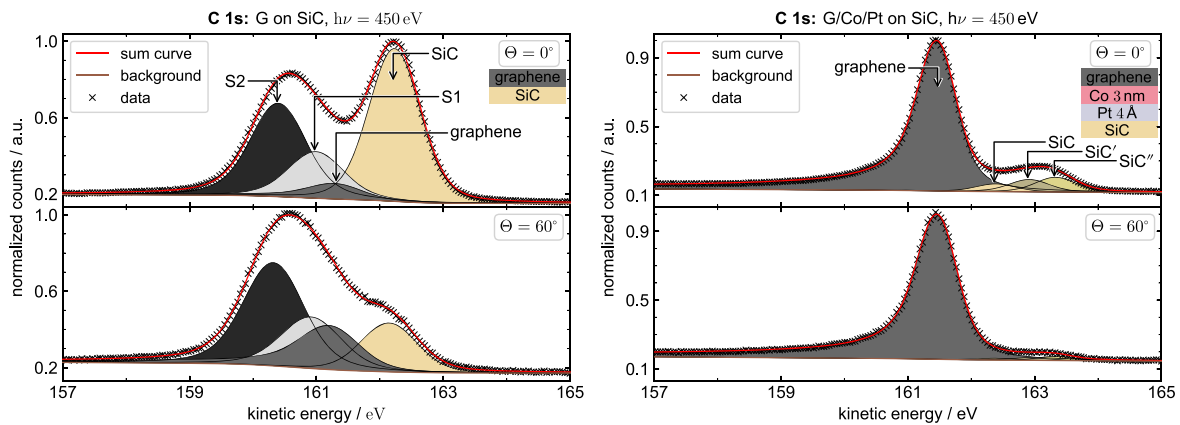 C 1s: G on SiC, hν = 450 eV
1.0
sum curve
background
data
S2
SiC
Θ = 0°
graphene
SiC
S1
graphene
0.6
0.2
normalized counts / a.u.
1.0
Θ = 60°
0.6
0.2
157
159
161
163
165
kinetic energy / eV
C 1s: G/Co/Pt on SiC, hν = 450 eV
sum curve
background
data
graphene
Θ = 0°
graphene
Co 3 nm
Pt 4 Å
SiC
SiC
SiC′
SiC″
0.9
0.5
0.1
normalized counts / a.u.
Θ = 60°
0.9
0.5
0.1
157
159
161
163
165
kinetic energy / eV